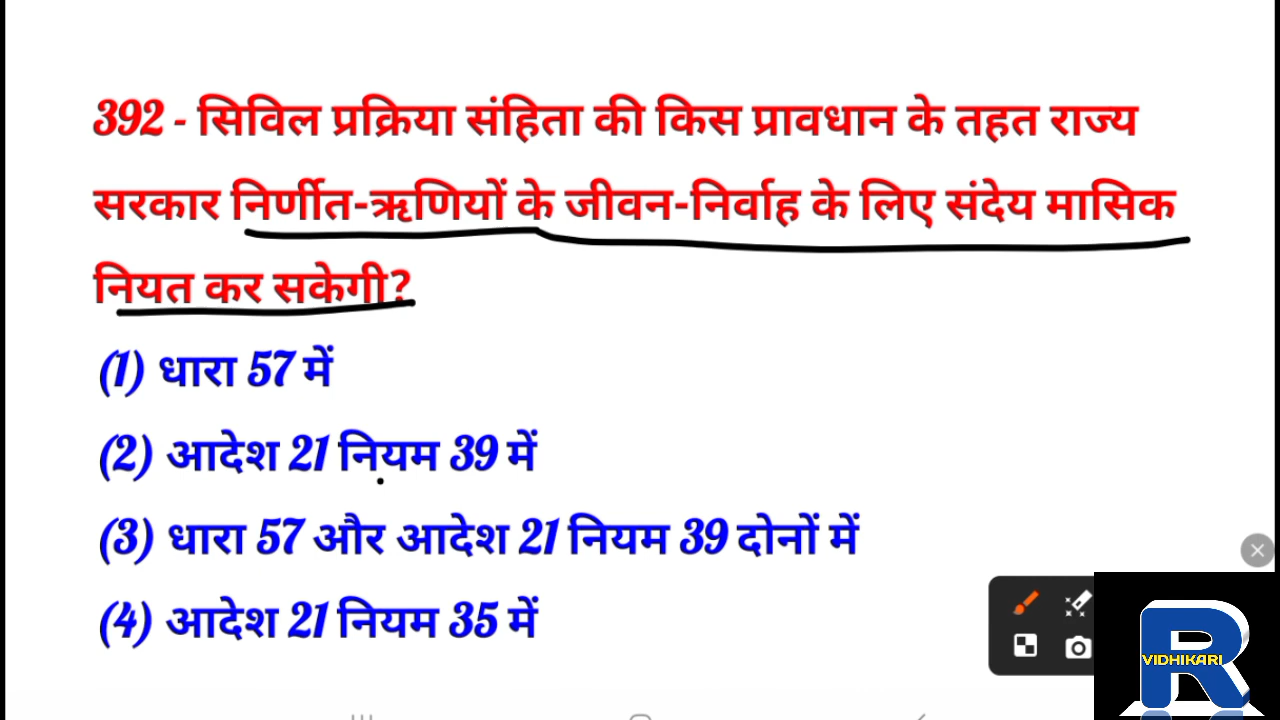 392 - सिविल प्रक्रिया संहिता की किस प्रावधान के तहत राज्य
सरकार निर्णीत-ऋणियों के जीवन-निर्वाह के लिए संदेय मासिक
नियत कर सकेगी?
(1) धारा 57 में
(2) आदेश 21 नियम 39 में
(3) धारा 57 और आदेश 21 नियम 39 दोनों में
(4) आदेश 21 नियम 35 में
R
VIDHIKARI